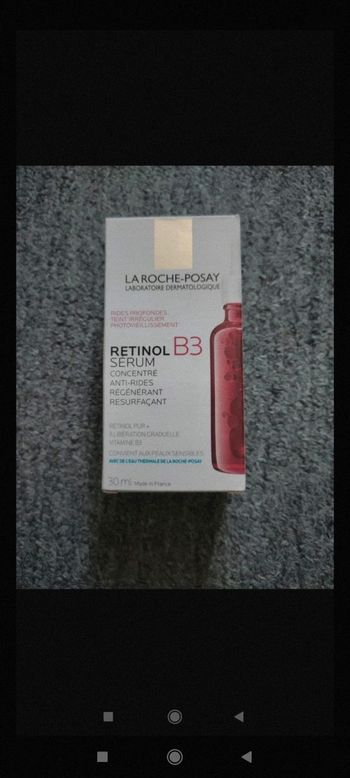 LA ROCHE-POSAY
LABORATOIRE DERMATOLOGIQUE
RIDES PROFONDES
TEINT IRRÉGULIER
PHOTOVIEILLISSEMENT
RETINOL B3
SÉRUM
CONCENTRÉ
ANTI-RIDES
RÉGÉNÉRANT
RESURFAÇANT
RETINOL PUR +
À LIBÉRATION GRADUELLE
VITAMINE B3
CONVIENT AUX PEAUX SENSIBLES
AVEC DE L'EAU THERMALE DE LA ROCHE-POSAY
30 ml Made in France